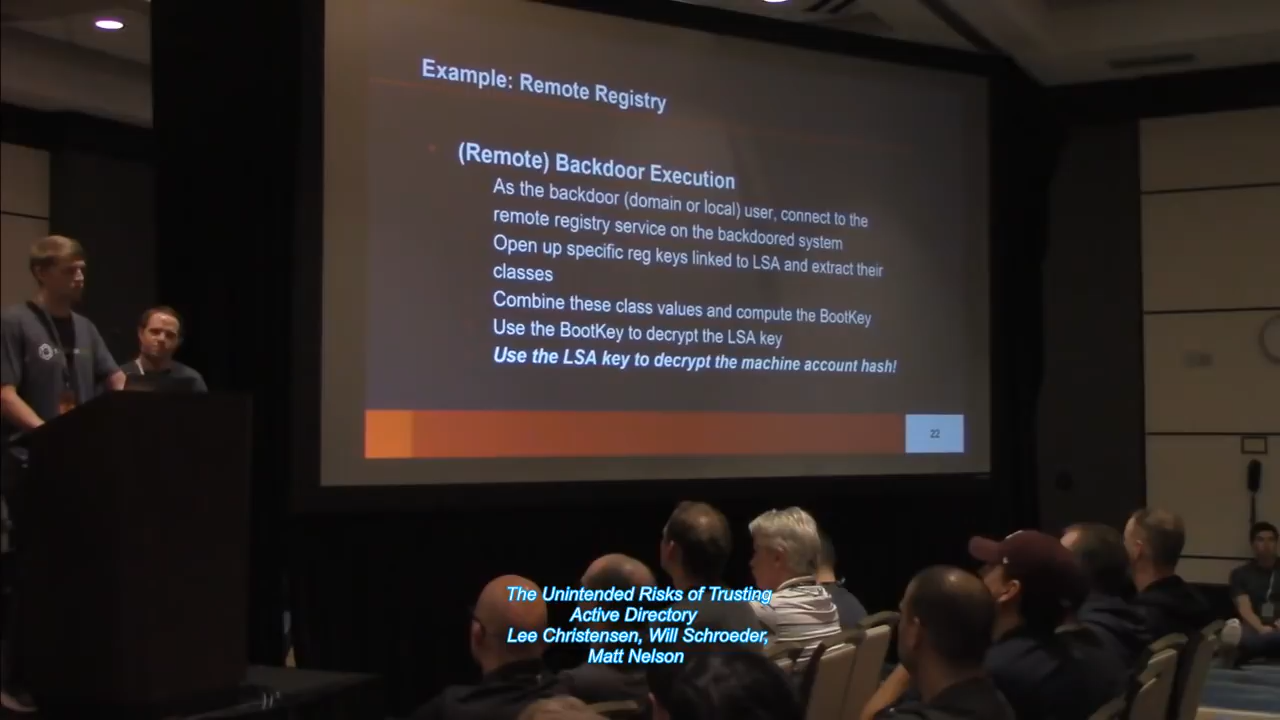 Example: Remote Registry
(Remote) Backdoor Execution
As the backdoor (domain or local) user, connect to the
remote registry service on the backdoored system
Open up specific reg keys linked to LSA and extract their
classes
Combine these class values and compute the BootKey
Use the BootKey to decrypt the LSA key
Use the LSA key to decrypt the machine account hash!
22
The Unintended Risks of Trusting
Active Directory
Lee Christensen, Will Schroeder,
Matt Nelson